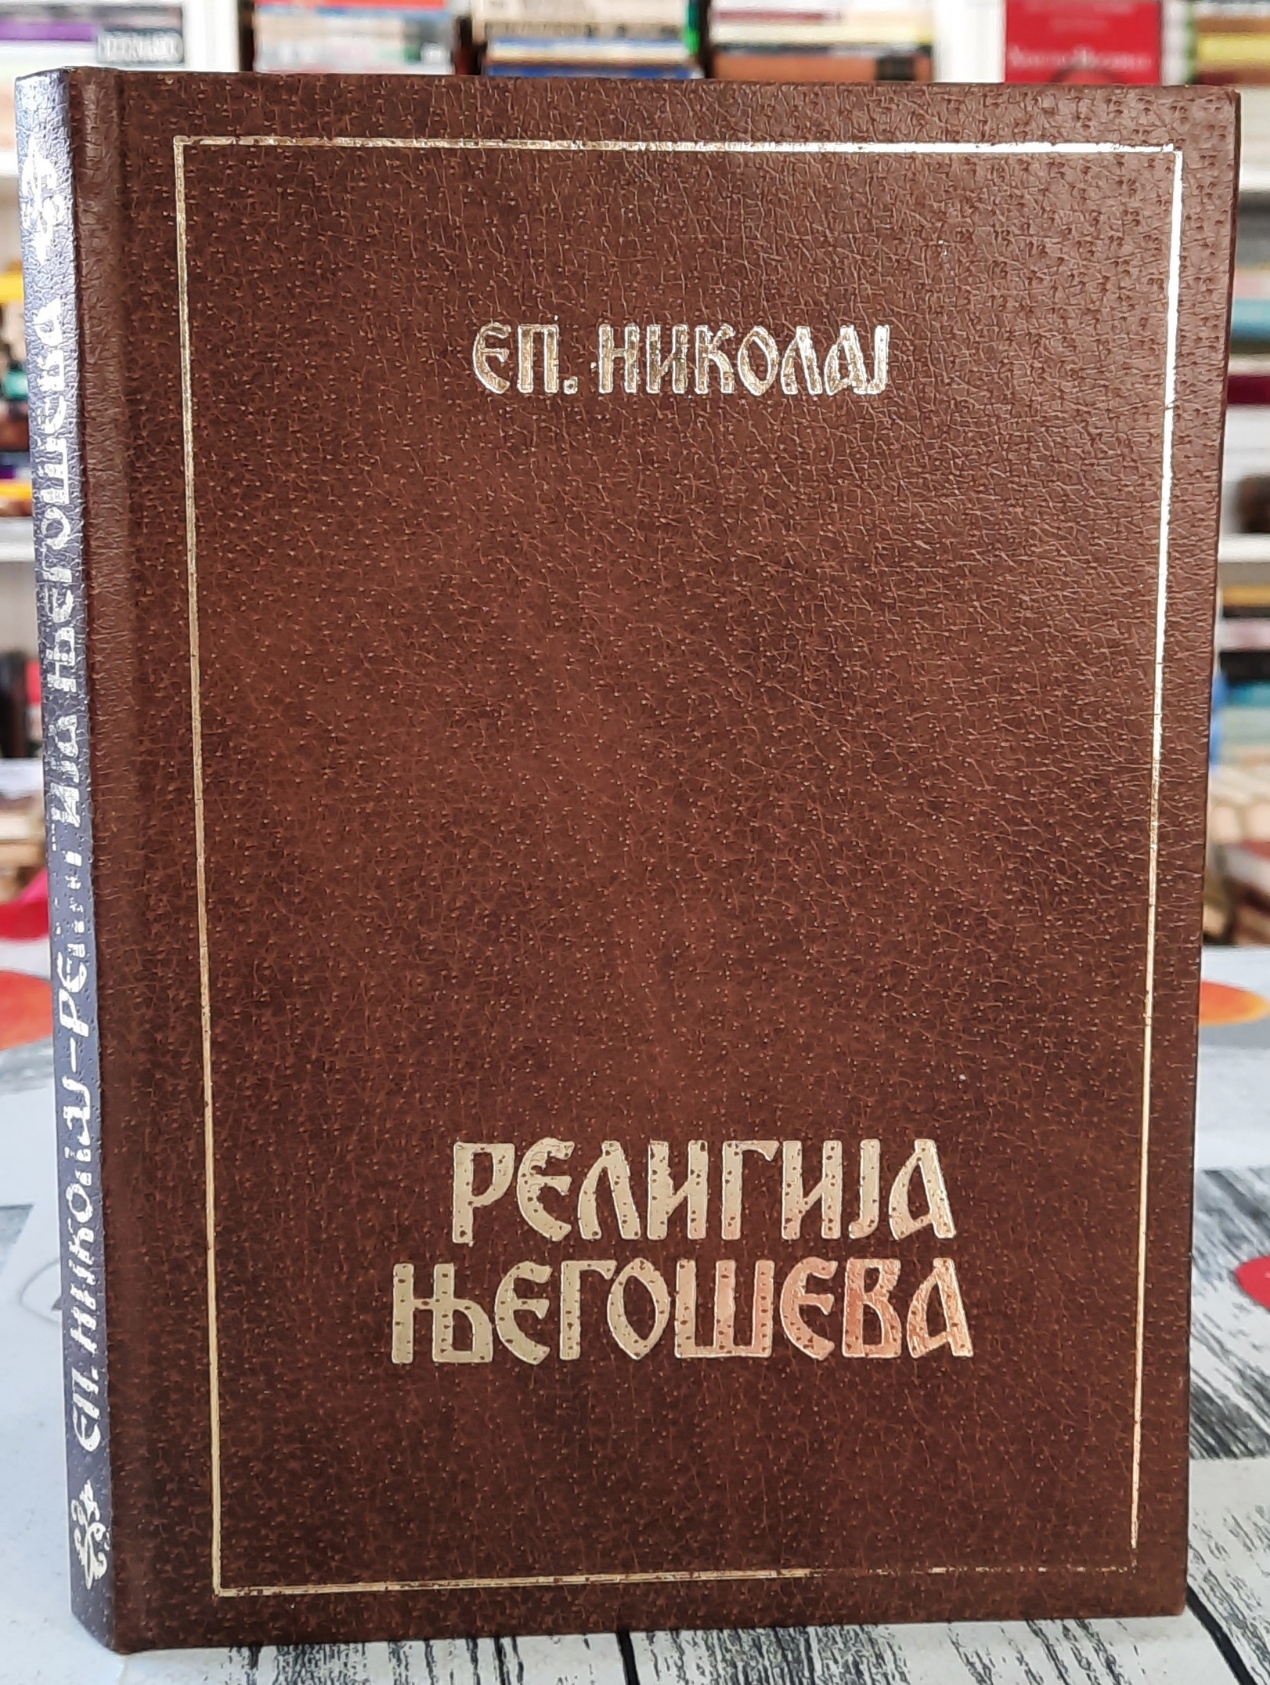 ЕП. НИКОЛАЈ
РЕЛИГИЈА
ЊЕГОШЕВА
ЕП. НИКОЛАЈ - РЕЛИГИЈА ЊЕГОШЕВА